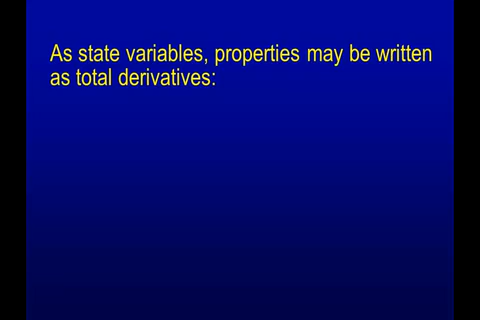 As state variables, properties may be written
as total derivatives: